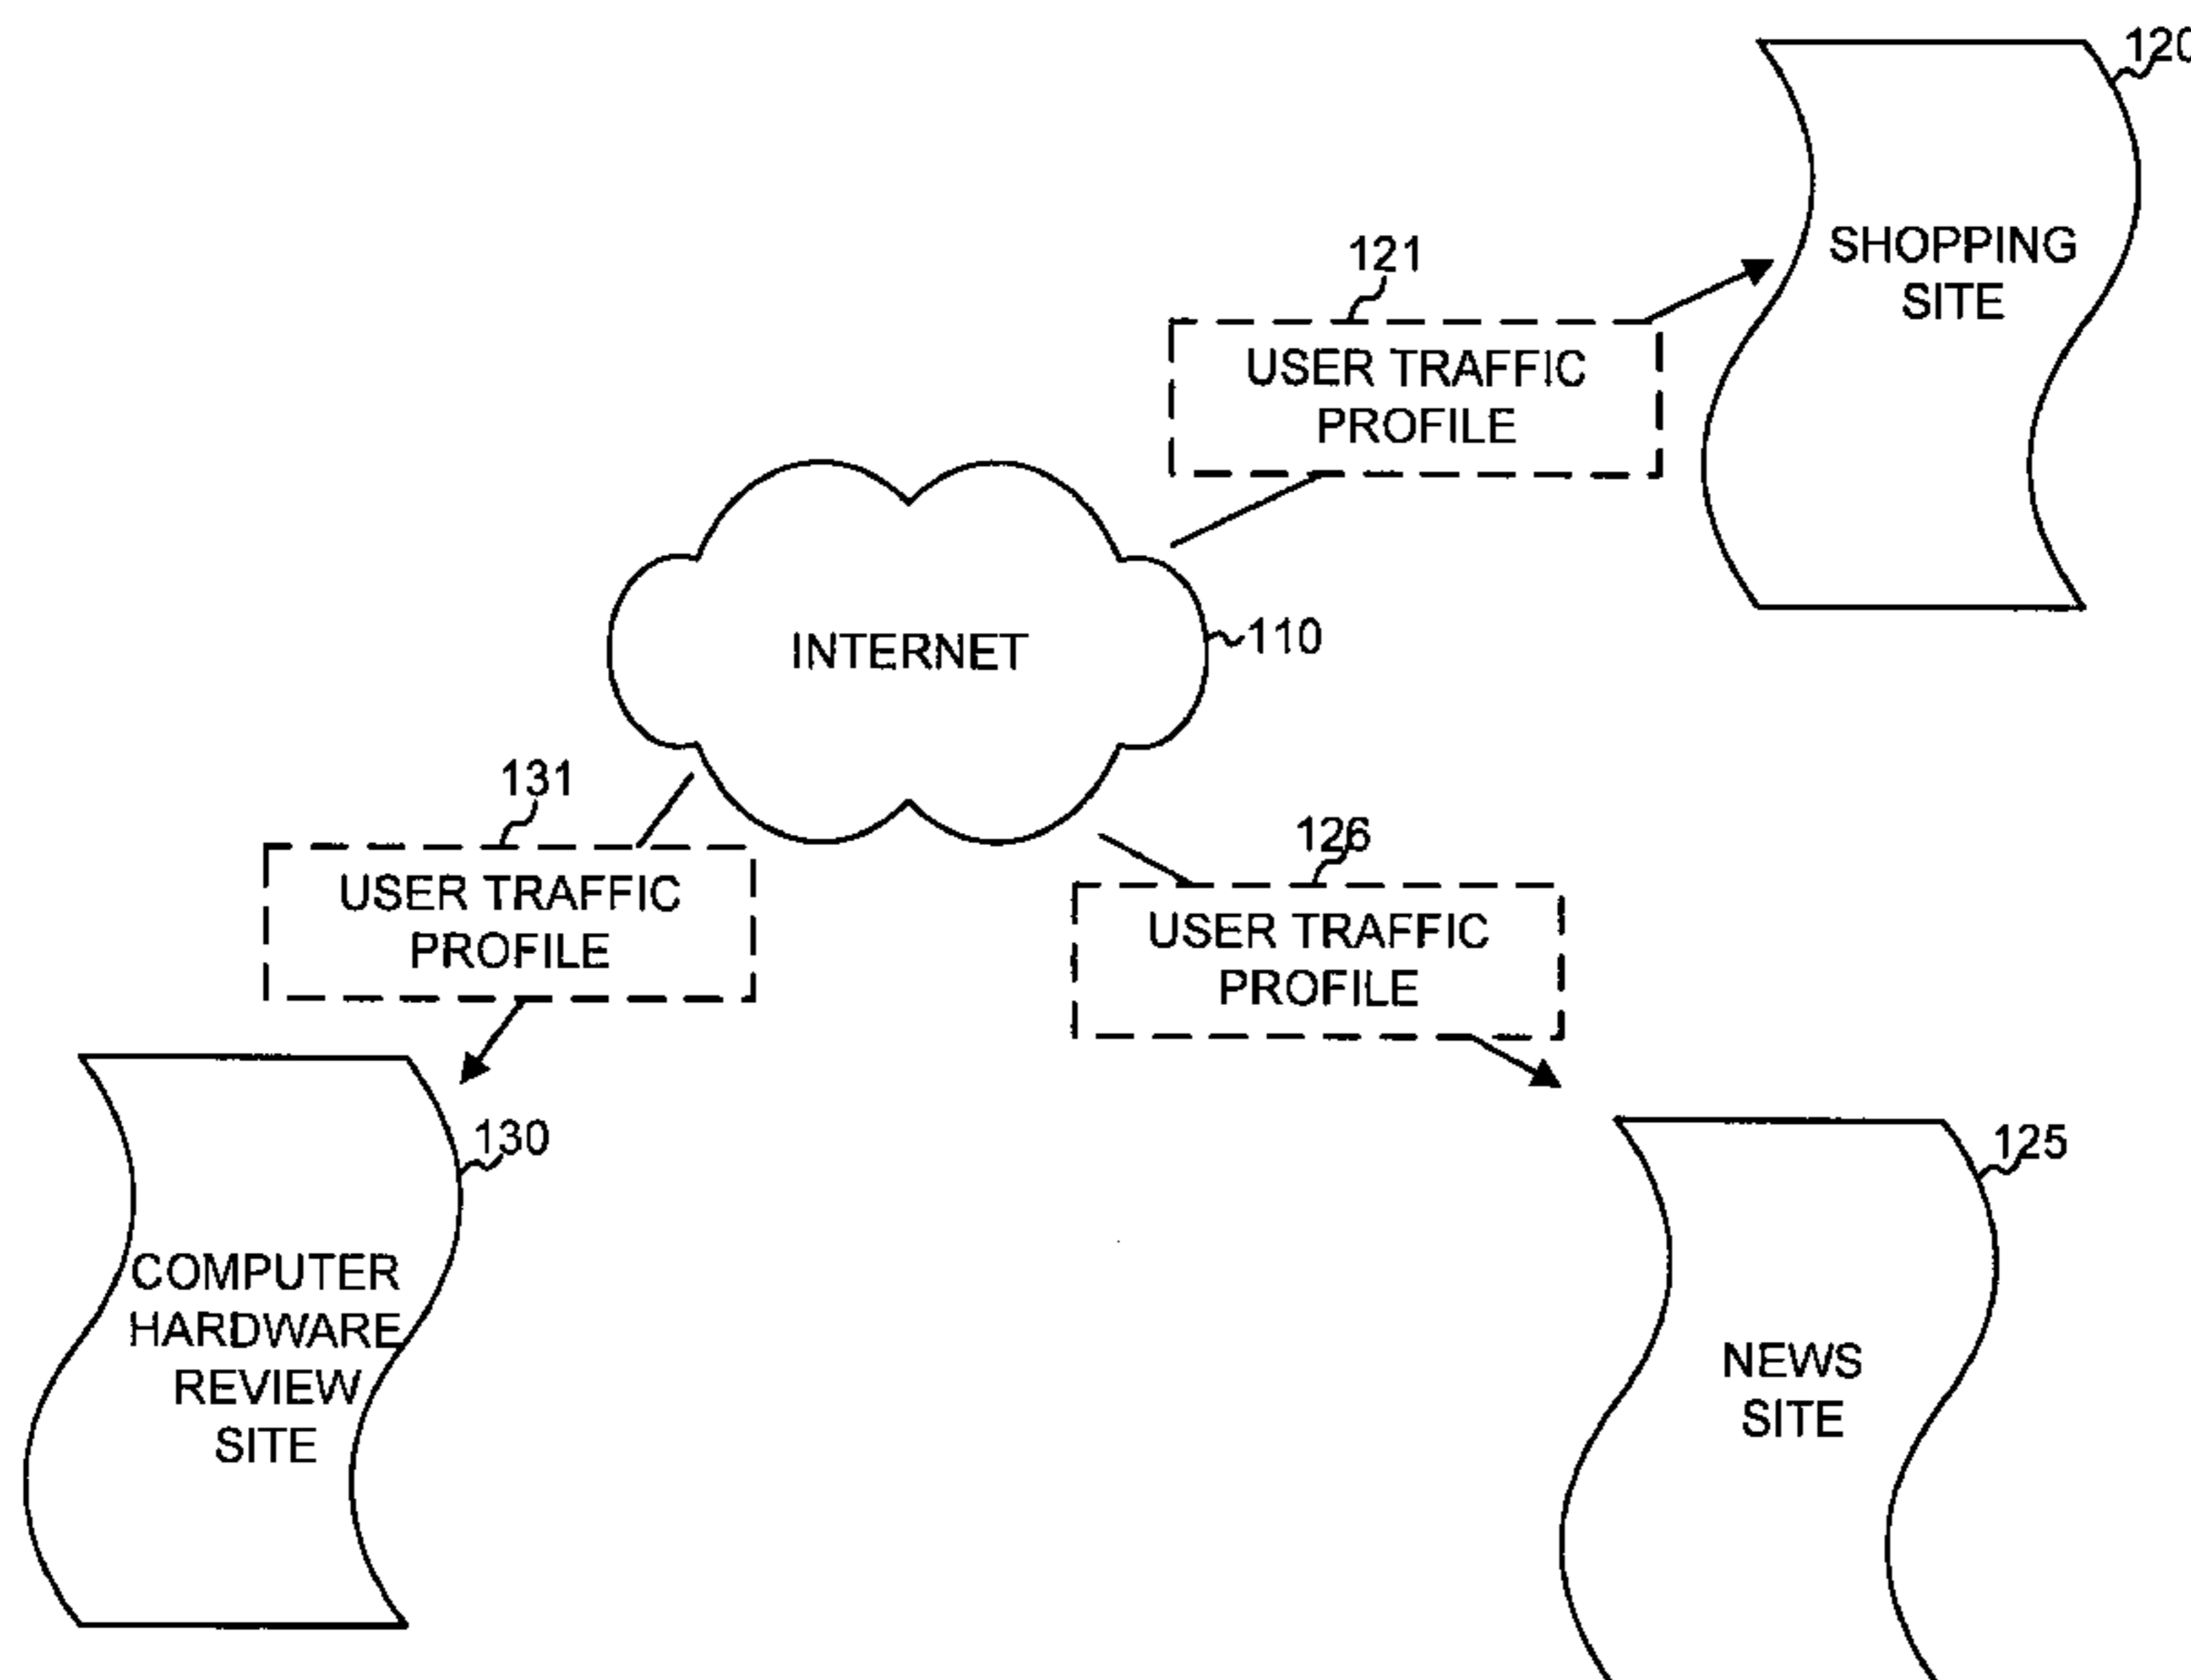 120
SHOPPING
SITE
121
USER TRAFFIC
PROFILE
INTERNET
110
131
USER TRAFFIC
PROFILE
126
USER TRAFFIC
PROFILE
130
COMPUTER
HARDWARE
REVIEW
SITE
125
NEWS
SITE